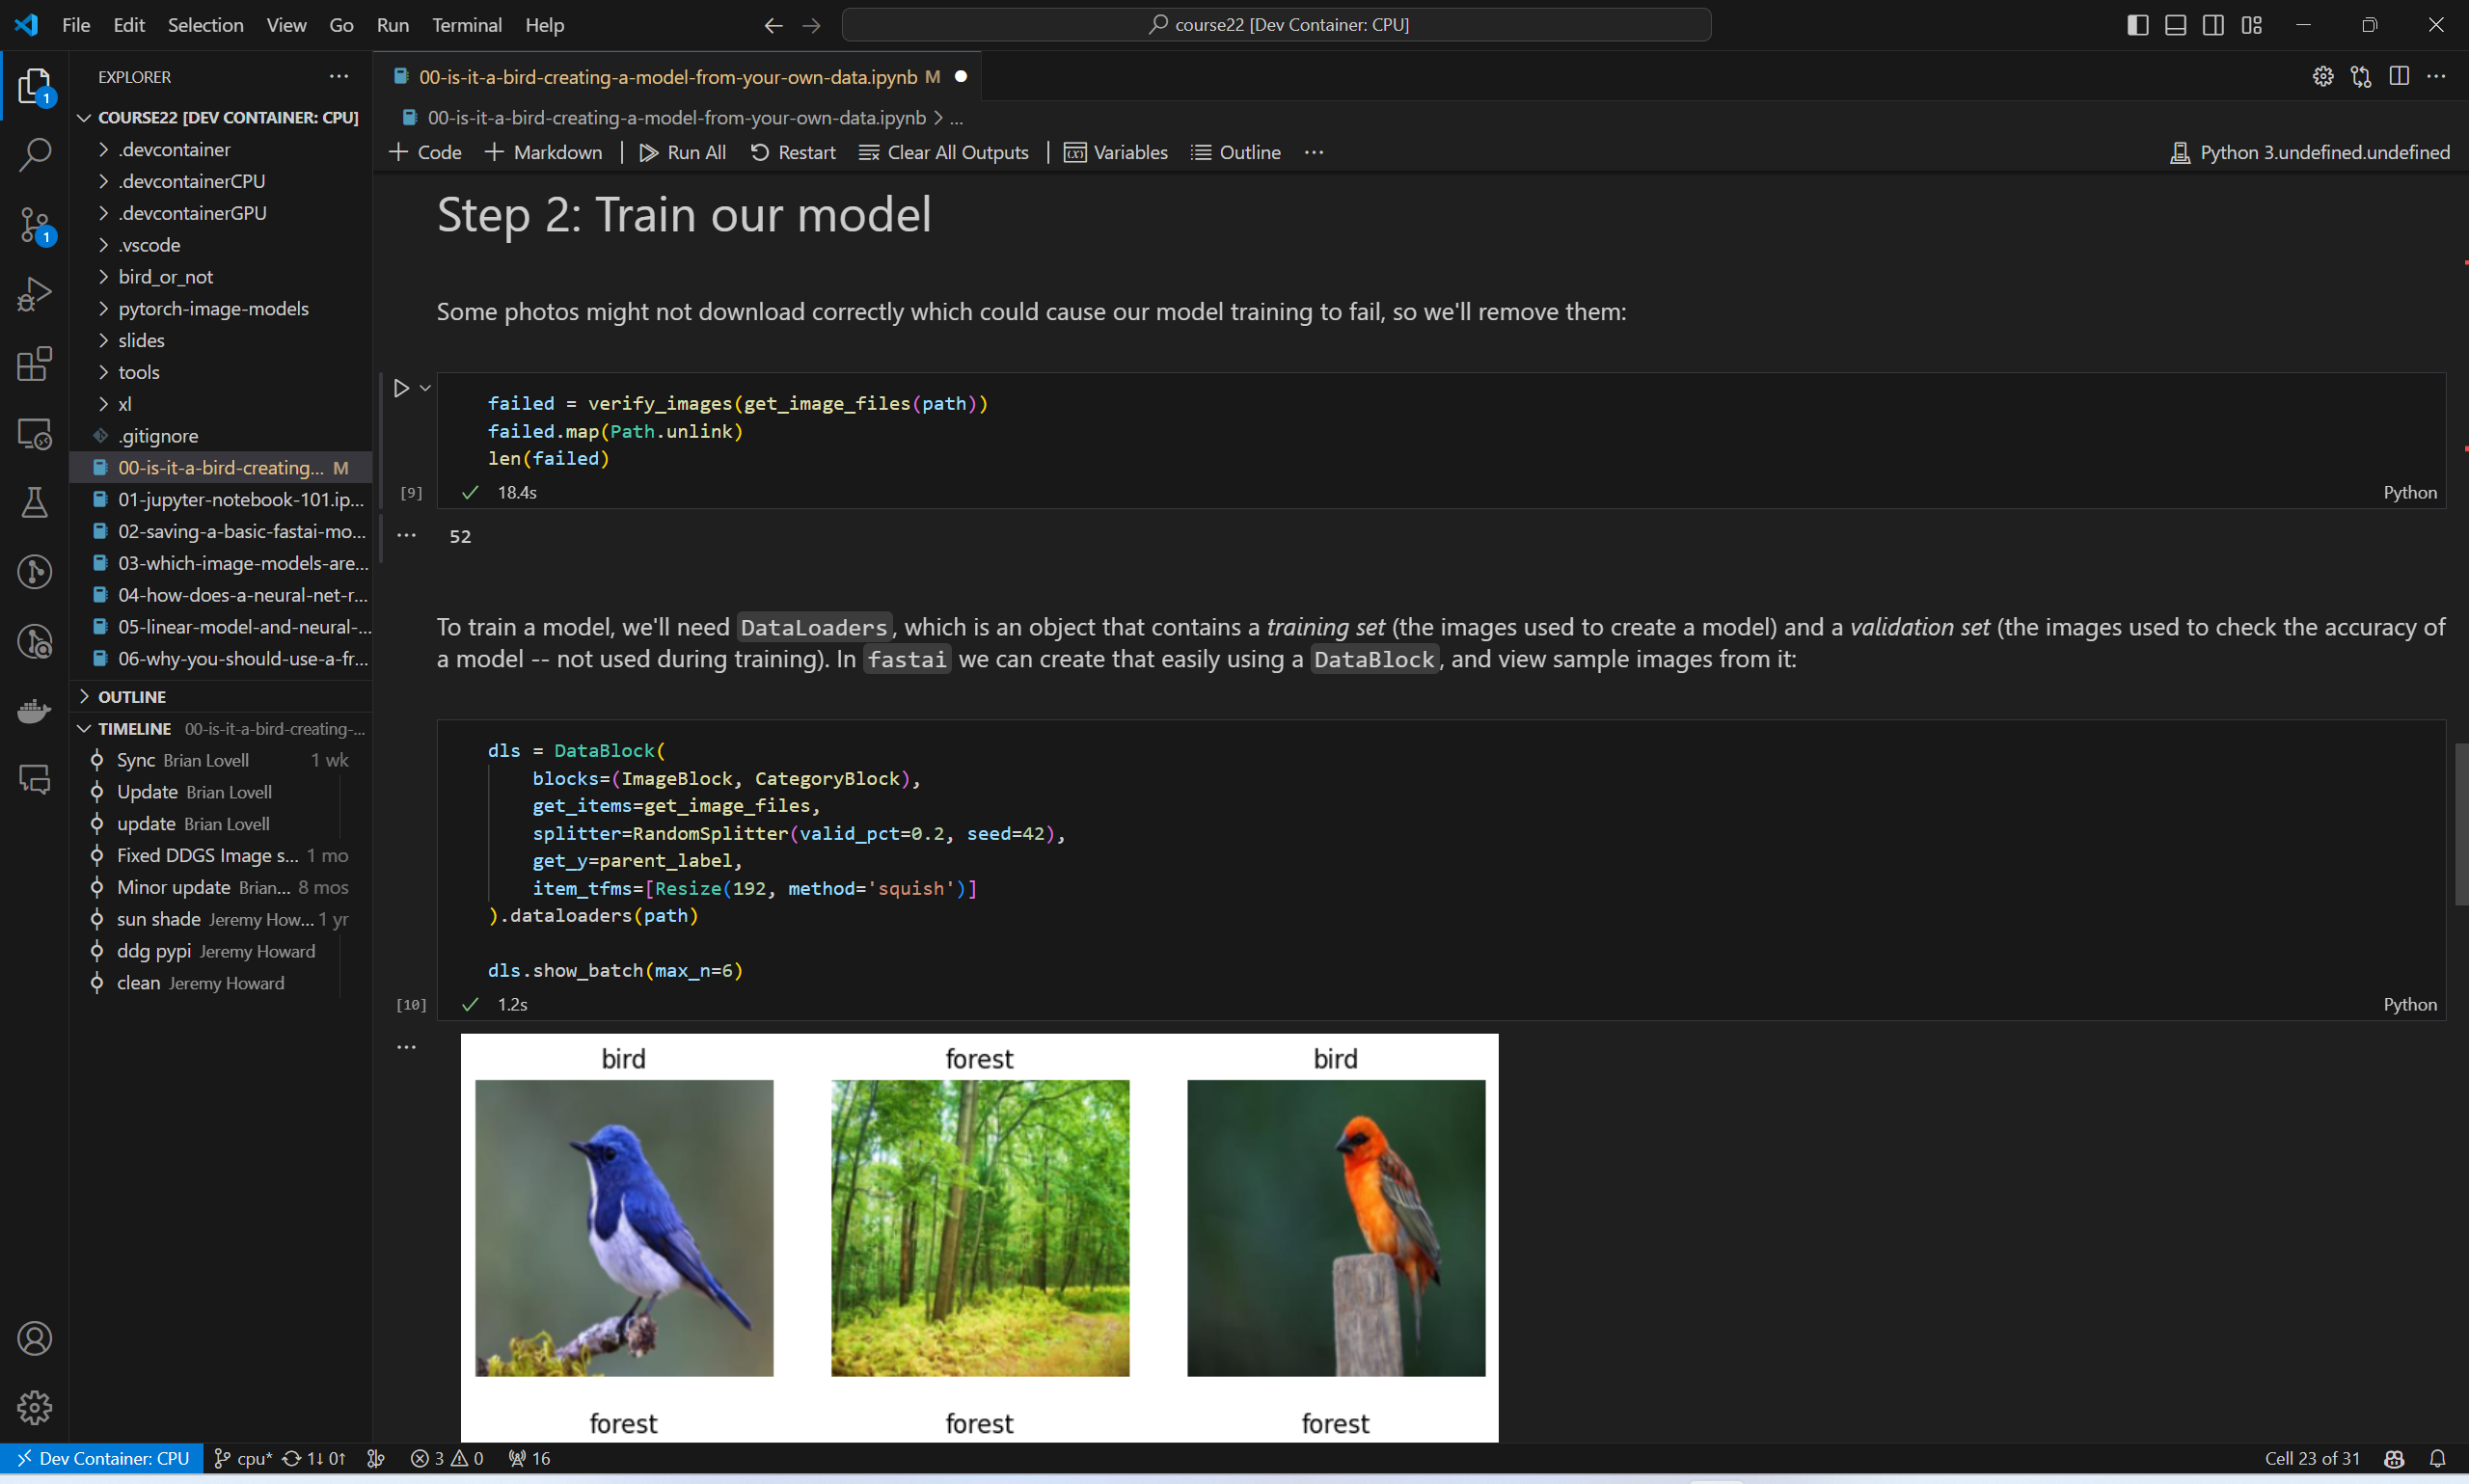 File Edit Selection View Go Run Terminal Help
course22 [Dev Container: CPU]
EXPLORER
COURSE22 [DEV CONTAINER: CPU]
.devcontainer
.devcontainerCPU
.devcontainerGPU
.vscode
bird_or_not
pytorch-image-models
slides
tools
xl
.gitignore
00-is-it-a-bird-creating... M
01-jupyter-notebook-101.ip...
02-saving-a-basic-fastai-mo...
03-which-image-models-are...
04-how-does-a-neural-net-r...
05-linear-model-and-neural-...
06-why-you-should-use-a-fr...
OUTLINE
TIMELINE 00-is-it-a-bird-creating-...
Sync Brian Lovell 1 wk
Update Brian Lovell
update Brian Lovell
Fixed DDGS Image s... 1 mo
Minor update Brian... 8 mos
sun shade Jeremy How... 1 yr
ddg pypi Jeremy Howard
clean Jeremy Howard
1
1
00-is-it-a-bird-creating-a-model-from-your-own-data.ipynb M
00-is-it-a-bird-creating-a-model-from-your-own-data.ipynb > ...
Code Markdown Run All Restart Clear All Outputs Variables Outline ... Python 3.undefined.undefined
Step 2: Train our model
Some photos might not download correctly which could cause our model training to fail, so we'll remove them:
failed = verify_images(get_image_files(path))
failed.map(Path.unlink)
len(failed)
[9] 18.4s Python
52
To train a model, we'll need DataLoaders, which is an object that contains a training set (the images used to create a model) and a validation set (the images used to check the accuracy of
a model -- not used during training). In fastai we can create that easily using a DataBlock, and view sample images from it:
dls = DataBlock(
blocks=(ImageBlock, CategoryBlock),
get_items=get_image_files,
splitter=RandomSplitter(valid_pct=0.2, seed=42),
get_y=parent_label,
item_tfms=[Resize(192, method='squish')]
).dataloaders(path)
dls.show_batch(max_n=6)
[10] 1.2s Python
bird forest bird
forest forest forest
Dev Container: CPU cpu* 1↓ 0↑ 3 0 16 Cell 23 of 31